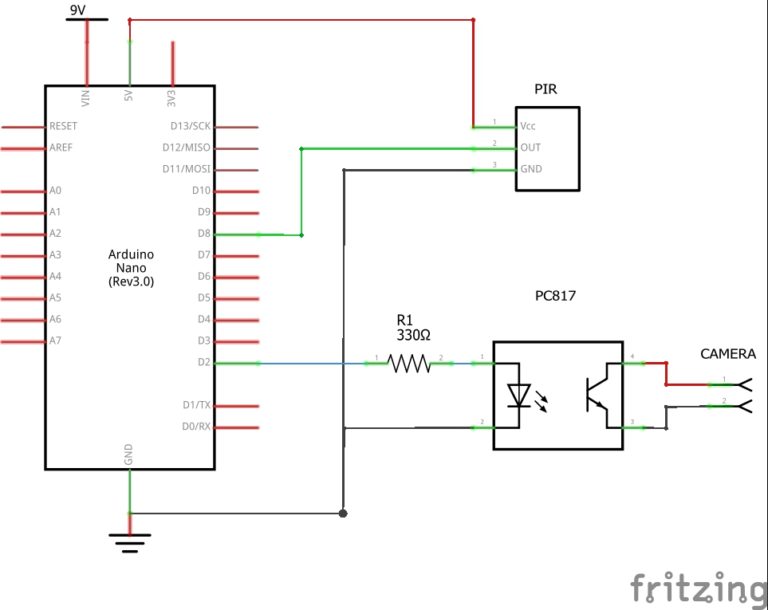 9V
VIN
5V
3V3
PIR
RESET
AREF
D13/SCK
D12/MISO
D11/MOSI
1
Vcc
2
OUT
3
GND
A0
A1
A2
A3
A4
A5
A6
A7
D10
D9
D8
D7
D6
D5
D4
D3
D2
D1/TX
D0/RX
Arduino
Nano
(Rev3.0)
GND
R1
330Ω
1
2
PC817
1
2
4
3
CAMERA
1
2
fritzing